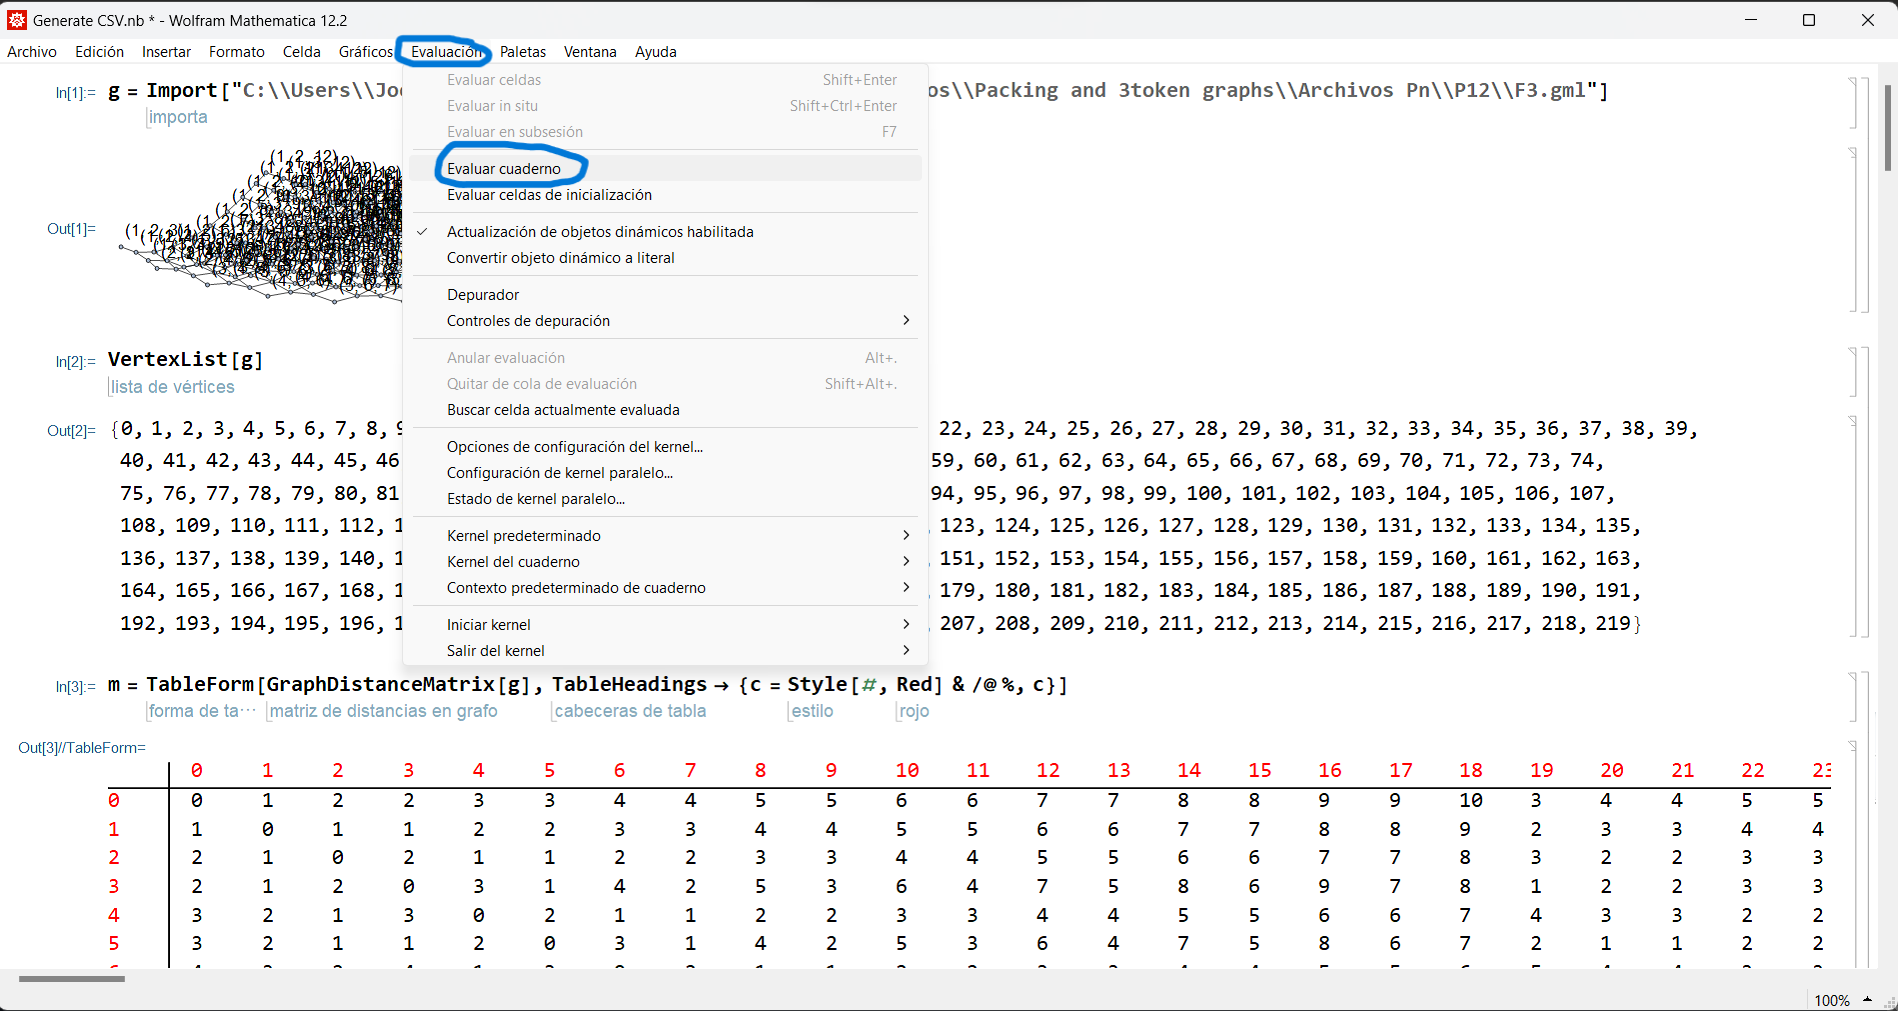 Generate CSV.nb * - Wolfram Mathematica 12.2
Archivo Edición Insertar Formato Celda Gráficos Evaluación Paletas Ventana Ayuda
Evaluar celdas Shift+Enter
Evaluar in situ Shift+Ctrl+Enter
Evaluar en subsesión F7
Evaluar cuaderno
Evaluar celdas de inicialización
Actualización de objetos dinámicos habilitada
Convertir objeto dinámico a literal
Depurador
Controles de depuración
Anular evaluación Alt+.
Quitar de cola de evaluación Shift+Alt+.
Buscar celda actualmente evaluada
Opciones de configuración del kernel...
Configuración de kernel paralelo...
Estado de kernel paralelo...
Kernel predeterminado
Kernel del cuaderno
Contexto predeterminado de cuaderno
Iniciar kernel
Salir del kernel
In[1]:= g = Import["C:\\Users\\Jo os\\Packing and 3token graphs\\Archivos Pn\\P12\\F3.gml"]
importa
Out[1]=
In[2]:= VertexList[g]
lista de vértices
Out[2]= {0, 1, 2, 3, 4, 5, 6, 7, 8, 22, 23, 24, 25, 26, 27, 28, 29, 30, 31, 32, 33, 34, 35, 36, 37, 38, 39,
40, 41, 42, 43, 44, 45, 46 59, 60, 61, 62, 63, 64, 65, 66, 67, 68, 69, 70, 71, 72, 73, 74,
75, 76, 77, 78, 79, 80, 81 94, 95, 96, 97, 98, 99, 100, 101, 102, 103, 104, 105, 106, 107,
108, 109, 110, 111, 112, 1 , 123, 124, 125, 126, 127, 128, 129, 130, 131, 132, 133, 134, 135,
136, 137, 138, 139, 140, 1 , 151, 152, 153, 154, 155, 156, 157, 158, 159, 160, 161, 162, 163,
164, 165, 166, 167, 168, 1 , 179, 180, 181, 182, 183, 184, 185, 186, 187, 188, 189, 190, 191,
192, 193, 194, 195, 196, 1 , 207, 208, 209, 210, 211, 212, 213, 214, 215, 216, 217, 218, 219}
In[3]:= m = TableForm[GraphDistanceMatrix[g], TableHeadings → {c = Style[#, Red] & /@ %, c}]
forma de ta··· matriz de distancias en grafo cabeceras de tabla estilo rojo
Out[3]//TableForm=
0 1 2 3 4 5 6 7 8 9 10 11 12 13 14 15 16 17 18 19 20 21 22 23
0 0 1 2 2 3 3 4 4 5 5 6 6 7 7 8 8 9 9 10 3 4 4 5 5
1 1 0 1 1 2 2 3 3 4 4 5 5 6 6 7 7 8 8 9 2 3 3 4 4
2 2 1 0 2 1 1 2 2 3 3 4 4 5 5 6 6 7 7 8 3 2 2 3 3
3 2 1 2 0 3 1 4 2 5 3 6 4 7 5 8 6 9 7 8 1 2 2 3 3
4 3 2 1 3 0 2 1 1 2 2 3 3 4 4 5 5 6 6 7 4 3 3 2 2
5 3 2 1 1 2 0 3 1 4 2 5 3 6 4 7 5 8 6 7 2 1 1 2 2
100%